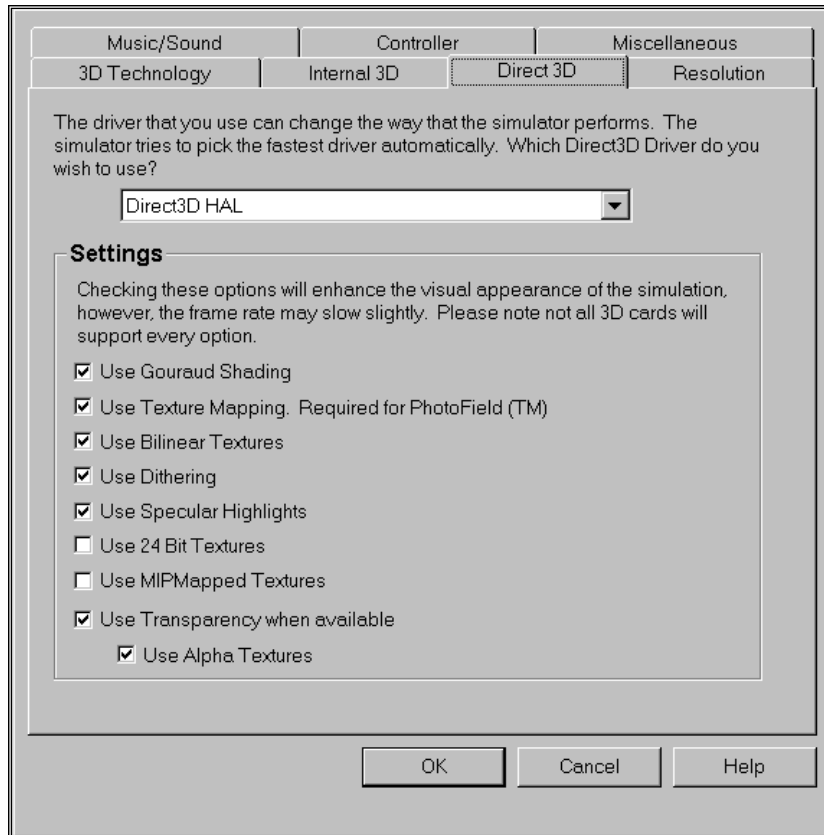 Music/Sound
Controller
Miscellaneous
3D Technology
Internal 3D
Direct 3D
Resolution
The driver that you use can change the way that the simulator performs.  The
simulator tries to pick the fastest driver automatically.  Which Direct3D Driver do you
wish to use?
Direct3D HAL
Settings
Checking these options will enhance the visual appearance of the simulation,
however, the frame rate may slow slightly.  Please note not all 3D cards will
support every option.
Use Gouraud Shading
Use Texture Mapping.  Required for PhotoField (TM)
Use Bilinear Textures
Use Dithering
Use Specular Highlights
Use 24 Bit Textures
Use MIPMapped Textures
Use Transparency when available
Use Alpha Textures
OK
Cancel
Help